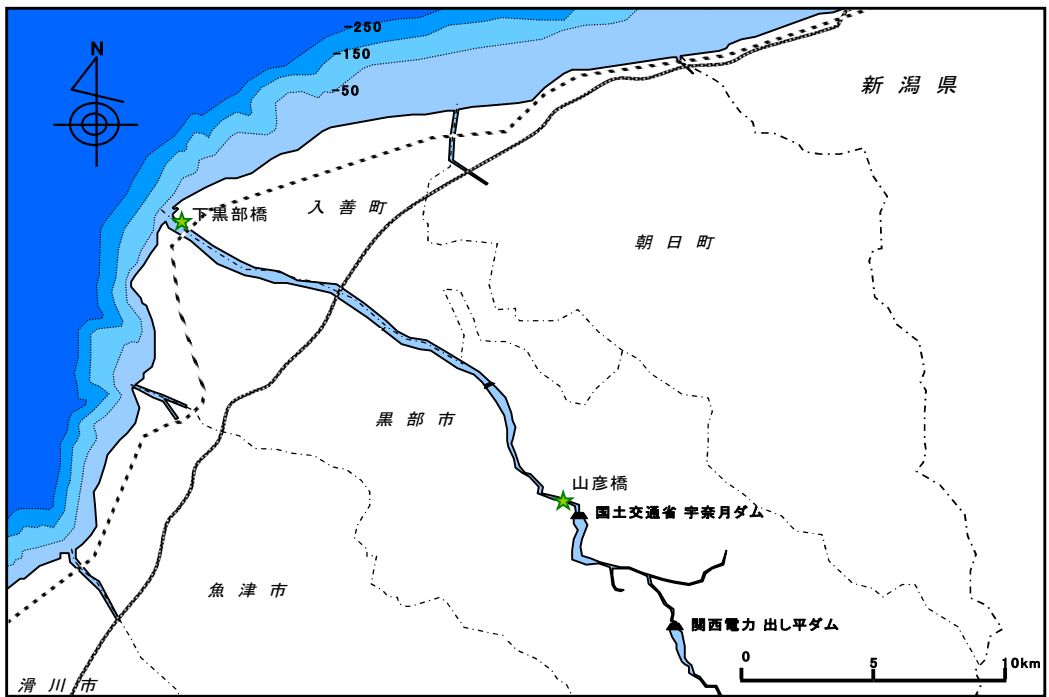 -250
-150
-50
N
新潟県
下黒部橋
入善町
朝日町
黒部市
山彦橋
国土交通省 宇奈月ダム
魚津市
関西電力 出し平ダム
滑川市
0 5 10km